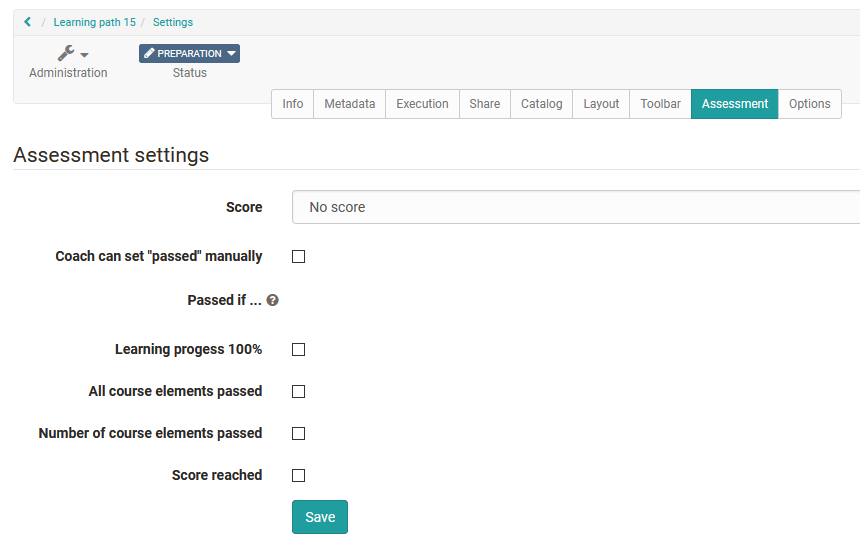 Learning path 15 / Settings
PREPARATION
Administration
Status
Info Metadata Execution Share Catalog Layout Toolbar Assessment Options
Assessment settings
Score No score
Coach can set "passed" manually
Passed if ...
Learning progess 100%
All course elements passed
Number of course elements passed
Score reached
Save